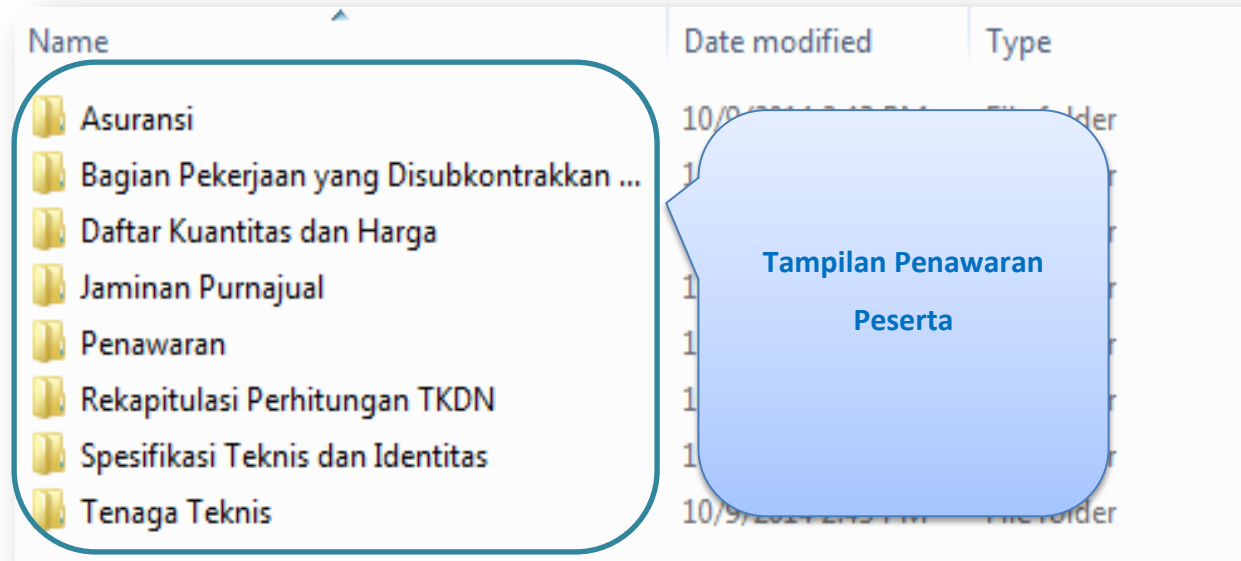 Name Date modified Type
Asuransi
Bagian Pekerjaan yang Disubkontrakkan ...
Daftar Kuantitas dan Harga
Jaminan Purnajual
Penawaran
Rekapitulasi Perhitungan TKDN
Spesifikasi Teknis dan Identitas
Tenaga Teknis
Tampilan Penawaran
Peserta